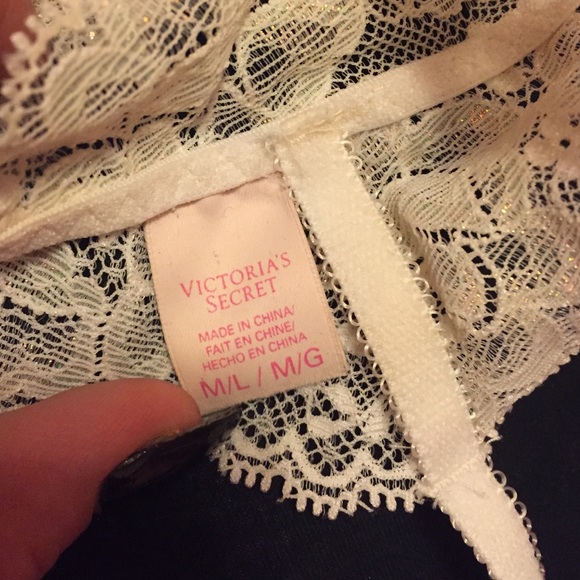 VICTORIA'S
SECRET
MADE IN CHINA/
FAIT EN CHINE/
HECHO EN CHINA
M/L / M/G